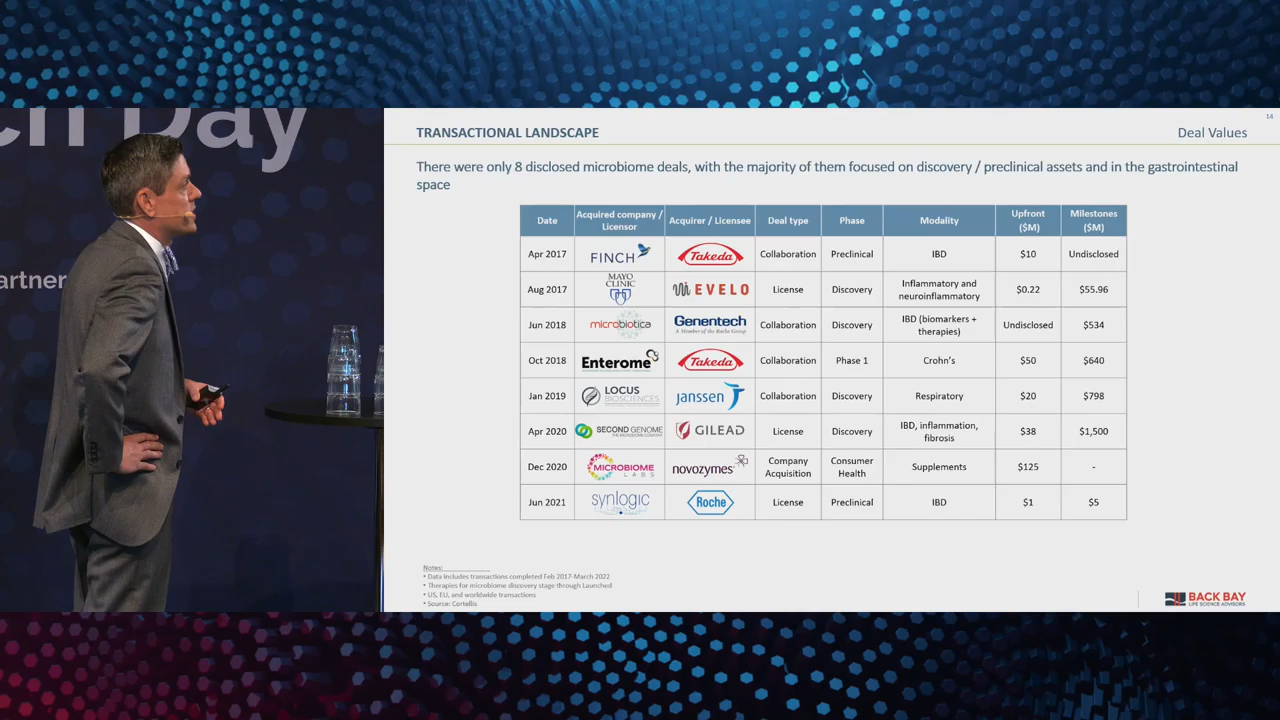 ch Day
artner
14
TRANSACTIONAL LANDSCAPE
Deal Values
There were only 8 disclosed microbiome deals, with the majority of them focused on discovery / preclinical assets and in the gastrointestinal
space
Date Acquired company / Licensor Acquirer / Licensee Deal type Phase Modality Upfront ($M) Milestones ($M)
Apr 2017 FINCH Takeda Collaboration Preclinical IBD $10 Undisclosed
Aug 2017 MAYO CLINIC EVELO License Discovery Inflammatory and neuroinflammatory $0.22 $55.96
Jun 2018 microbiotica Genentech A Member of the Roche Group Collaboration Discovery IBD (biomarkers + therapies) Undisclosed $534
Oct 2018 Enterome Takeda Collaboration Phase 1 Crohn's $50 $640
Jan 2019 LOCUS BIOSCIENCES janssen Collaboration Discovery Respiratory $20 $798
Apr 2020 SECOND GENOME THE MICROBIOME COMPANY GILEAD License Discovery IBD, inflammation, fibrosis $38 $1,500
Dec 2020 MICROBIOME LABS novozymes Company Acquisition Consumer Health Supplements $125 -
Jun 2021 synlogic Roche License Preclinical IBD $1 $5
Notes:
• Data includes transactions completed Feb 2017-March 2022
• Therapies for microbiome discovery stage through Launched
• US, EU, and worldwide transactions
• Source: Cortellis
BACK BAY
LIFE SCIENCE ADVISORS